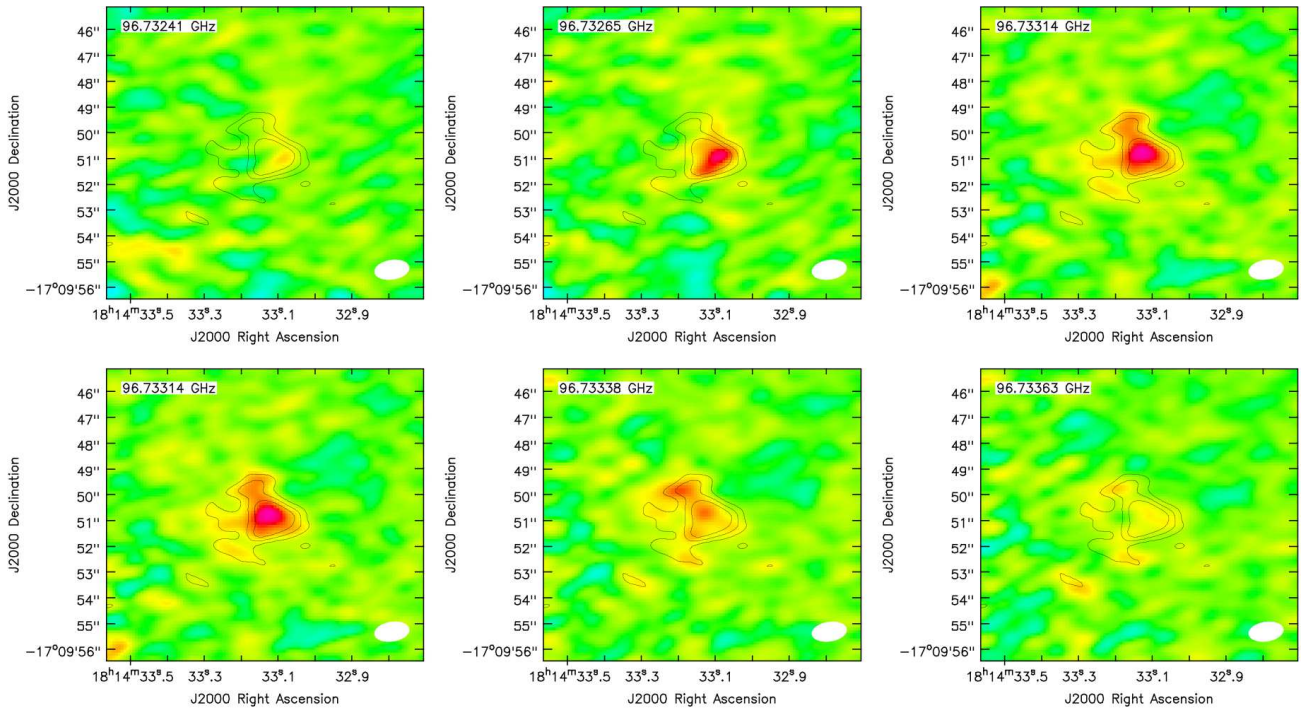 96.73241 GHz
46"
47"
48"
49"
50"
51"
52"
53"
54"
55"
−17°09'56"
18ʰ14ᵐ33ˢ.5 33ˢ.3 33ˢ.1 32ˢ.9
J2000 Right Ascension
J2000 Declination
96.73265 GHz
46"
47"
48"
49"
50"
51"
52"
53"
54"
55"
−17°09'56"
18ʰ14ᵐ33ˢ.5 33ˢ.3 33ˢ.1 32ˢ.9
J2000 Right Ascension
J2000 Declination
96.73314 GHz
46"
47"
48"
49"
50"
51"
52"
53"
54"
55"
−17°09'56"
18ʰ14ᵐ33ˢ.5 33ˢ.3 33ˢ.1 32ˢ.9
J2000 Right Ascension
J2000 Declination
96.73314 GHz
46"
47"
48"
49"
50"
51"
52"
53"
54"
55"
−17°09'56"
18ʰ14ᵐ33ˢ.5 33ˢ.3 33ˢ.1 32ˢ.9
J2000 Right Ascension
J2000 Declination
96.73338 GHz
46"
47"
48"
49"
50"
51"
52"
53"
54"
55"
−17°09'56"
18ʰ14ᵐ33ˢ.5 33ˢ.3 33ˢ.1 32ˢ.9
J2000 Right Ascension
J2000 Declination
96.73363 GHz
46"
47"
48"
49"
50"
51"
52"
53"
54"
55"
−17°09'56"
18ʰ14ᵐ33ˢ.5 33ˢ.3 33ˢ.1 32ˢ.9
J2000 Right Ascension
J2000 Declination